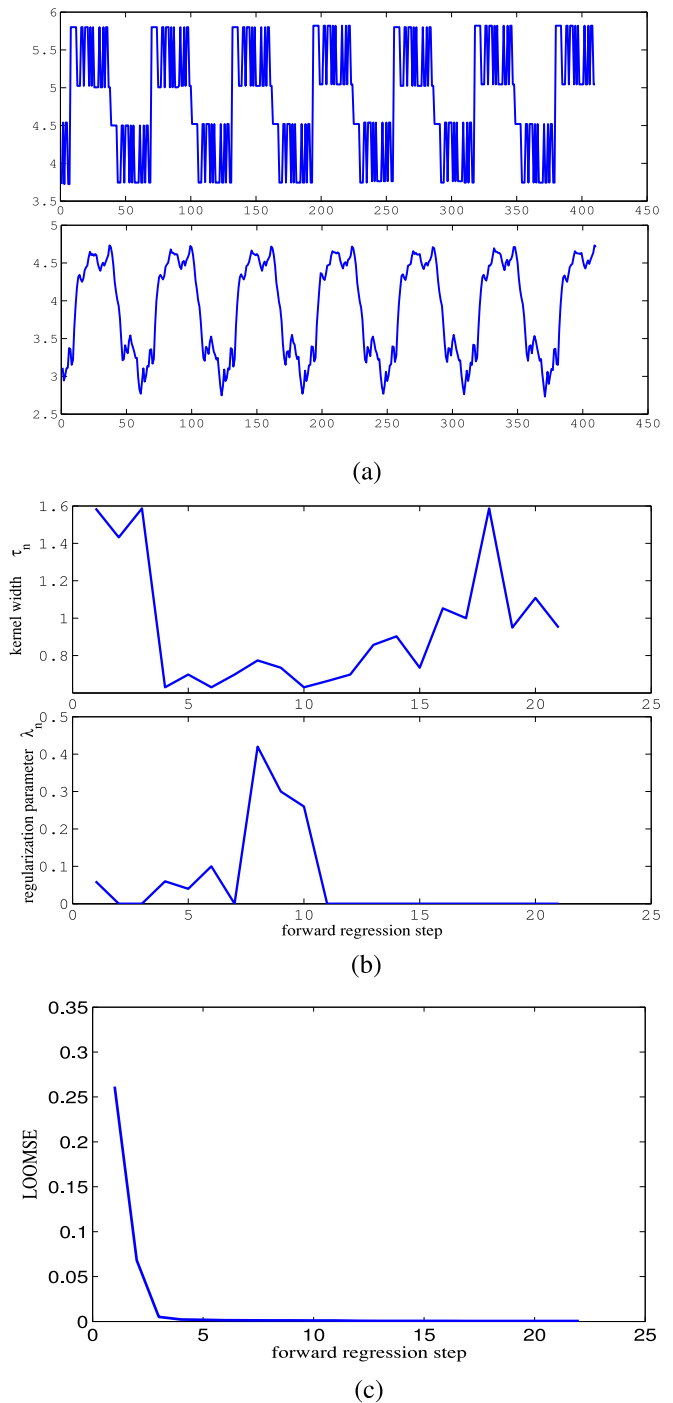 6
5.5
5
4.5
4
3.5
0 50 100 150 200 250 300 350 400 450
5
4.5
4
3.5
3
2.5
0 50 100 150 200 250 300 350 400 450
(a)
kernel width τn
1.6
1.4
1.2
1
0.8
0 5 10 15 20 25
regularization parameter λn
0.5
0.4
0.3
0.2
0.1
0
0 5 10 15 20 25
forward regression step
(b)
LOOMSE
0.35
0.3
0.25
0.2
0.15
0.1
0.05
0
0 5 10 15 20 25
forward regression step
(c)